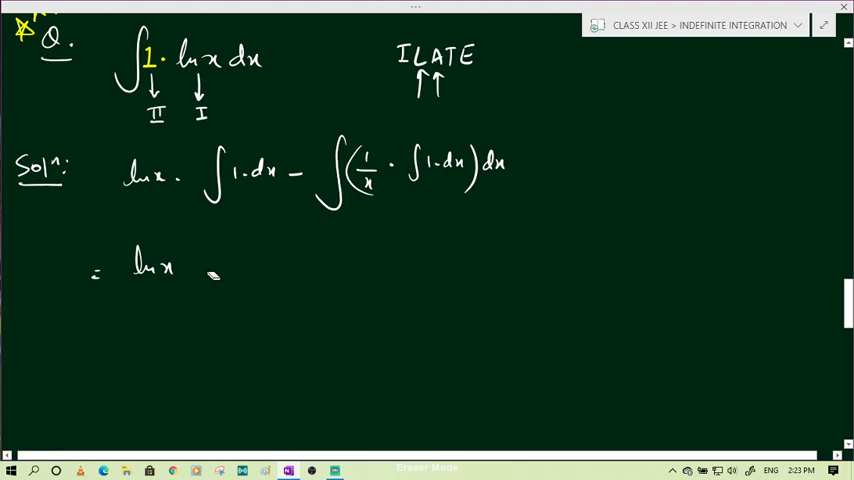 CLASS XII JEE > INDEFINITE INTEGRATION
Q. ∫ 1 · ln x dx ILATE
II I
Solⁿ: ln x · ∫ 1·dx − ∫ (1/x · ∫ 1·dx) dx
= ln x
Eraser Mode
ENG 2:23 PM